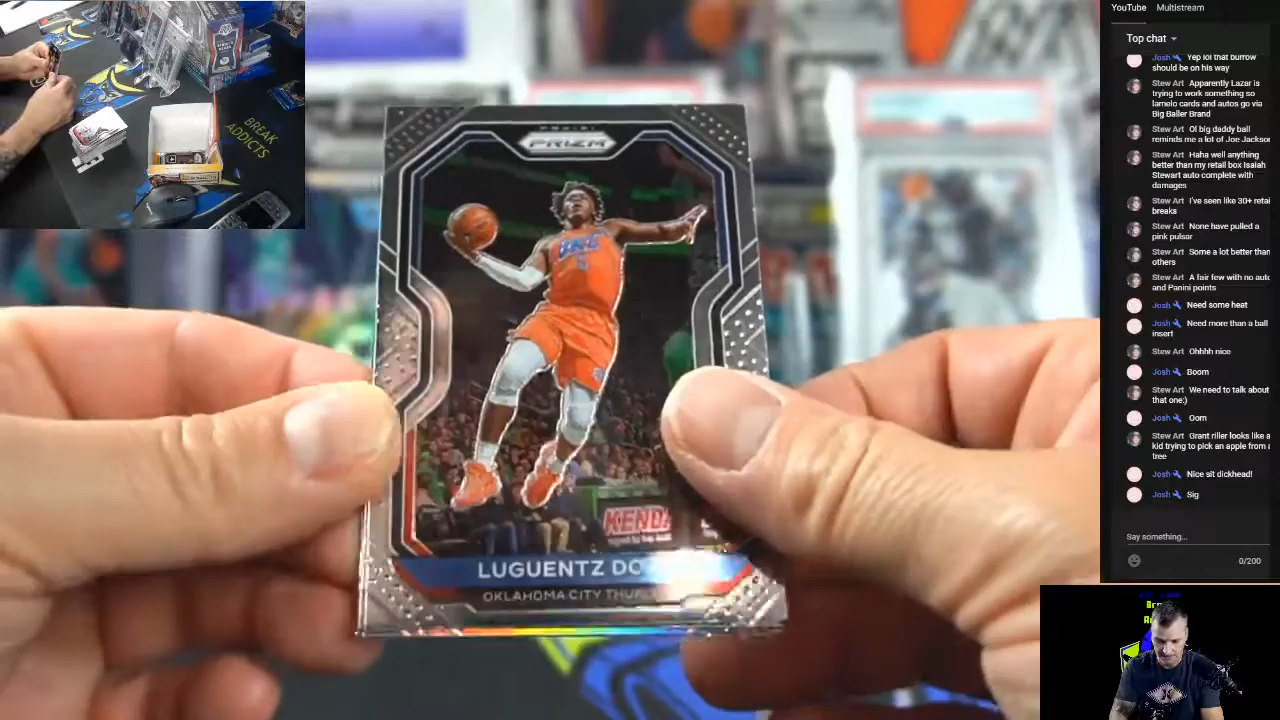 BREAK
ADDICTS
PANINI
PRIZM
OKC
KENDA
LUGUENTZ DO
OKLAHOMA CITY THU
YouTube Multistream
Top chat
Josh Yep lol that burrow
should be on his way
Stew Art Apparently Lazar is
trying to work something so
lamelo cards and autos go via
Big Baller Brand
Stew Art Ol big daddy ball
reminds me a lot of Joe Jackson
Stew Art Haha well anything
better than my retail box Isaiah
Stewart auto complete with
damages
Stew Art I've seen like 30+ retai
breaks
Stew Art None have pulled a
pink pulsar
Stew Art Some a lot better than
others
Stew Art A fair few with no auto
and Panini points
Josh Need some heat
Josh Need more than a ball
insert
Stew Art Ohhhh nice
Josh Boom
Stew Art We need to talk about
that one;)
Josh Oom
Stew Art Grant riller looks like a
kid trying to pick an apple from a
tree
Josh Nice sit dickhead!
Josh Sig
Say something...
0/200